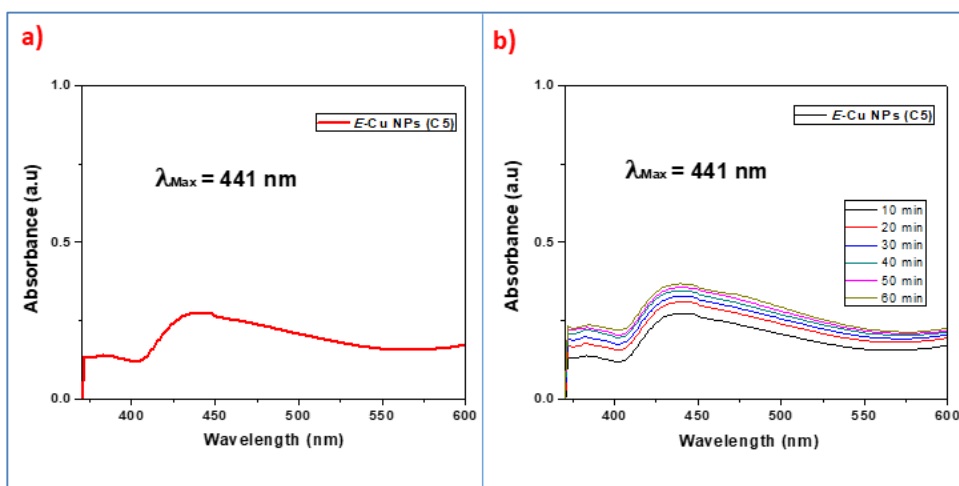 a)
1.0
E-Cu NPs (C5)
λMax = 441 nm
Absorbance (a.u)
0.5
0.0
400 450 500 550 600
Wavelength (nm)
b)
1.0
E-Cu NPs (C5)
λMax = 441 nm
Absorbance (a.u)
0.5
10 min
20 min
30 min
40 min
50 min
60 min
0.0
400 450 500 550 600
Wavelength (nm)